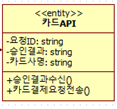 <<entity>>
카드API
-요청ID: string
-승인결과: string
-카드사명: string
+승인결과수신()
+카드결제요청전송()